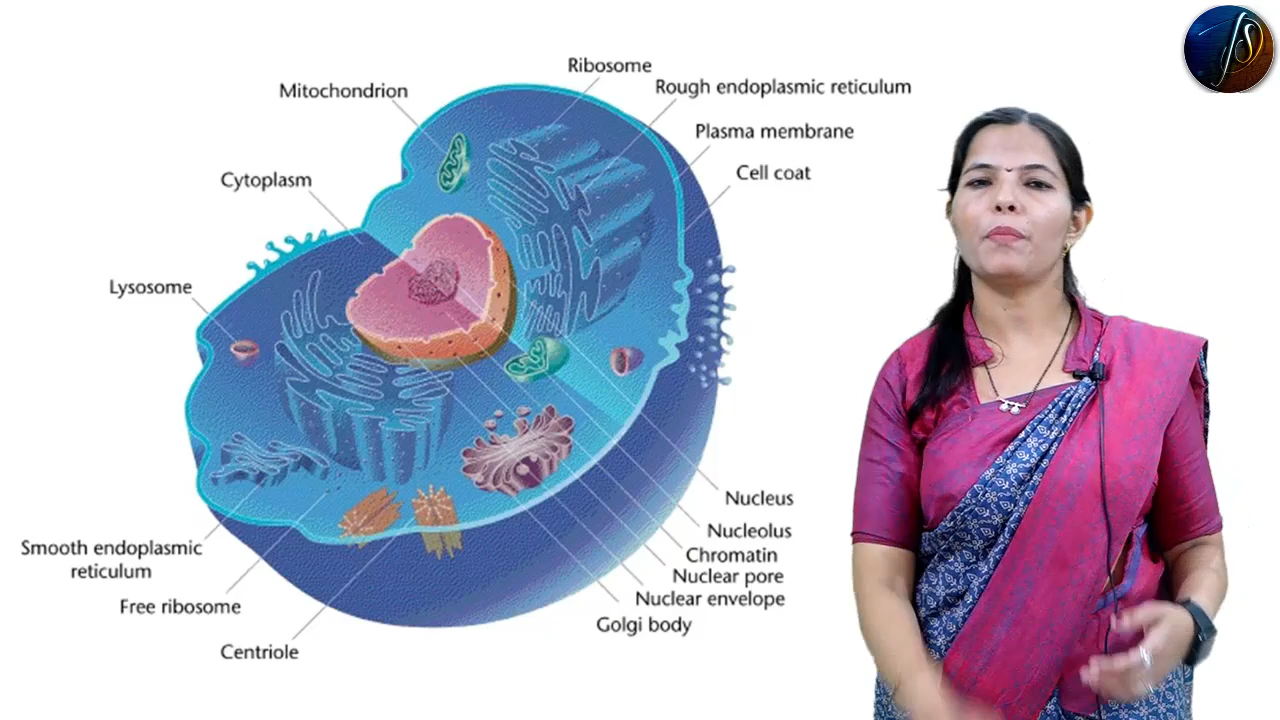 Ribosome
Mitochondrion
Rough endoplasmic reticulum
Plasma membrane
Cell coat
Cytoplasm
Lysosome
Nucleus
Nucleolus
Smooth endoplasmic
reticulum
Chromatin
Nuclear pore
Free ribosome
Nuclear envelope
Golgi body
Centriole